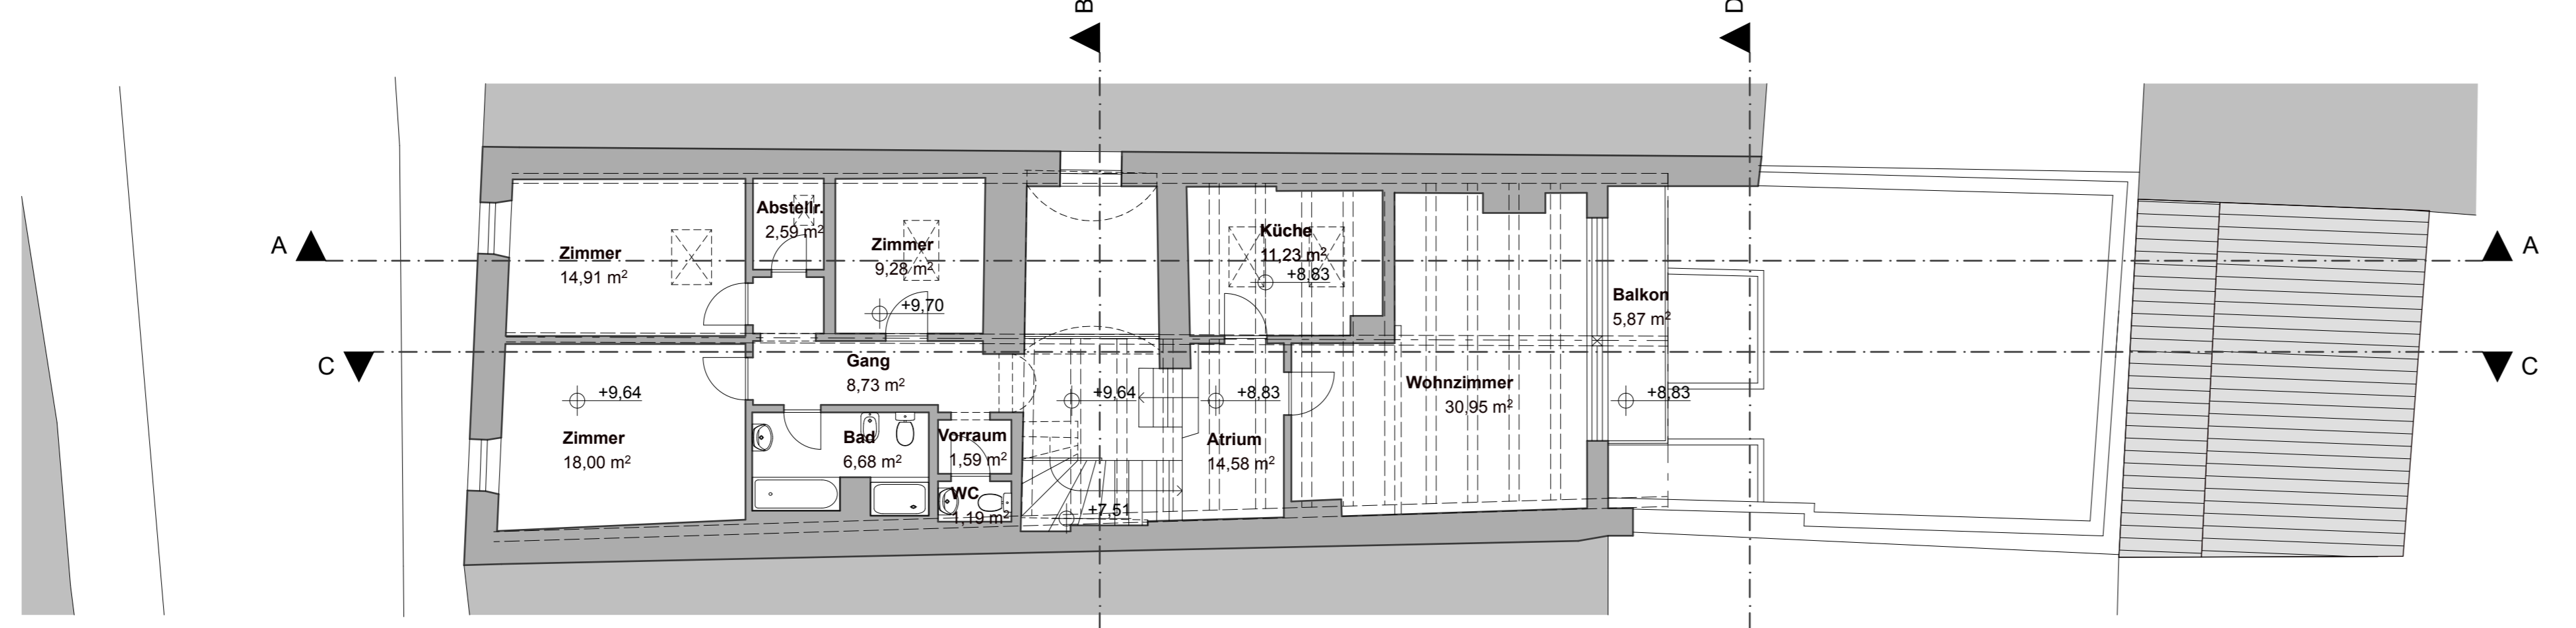 B
D
A
A
C
C
Zimmer
14,91 m²
Abstellr.
2,59 m²
Zimmer
9,28 m²
+9,70
Küche
11,23 m²
+8,83
Balkon
5,87 m²
+8,83
Gang
8,73 m²
+9,64
Zimmer
18,00 m²
Bad
6,68 m²
Vorraum
1,59 m²
WC
1,19 m²
+9,64
+7,51
+8,83
Atrium
14,58 m²
Wohnzimmer
30,95 m²